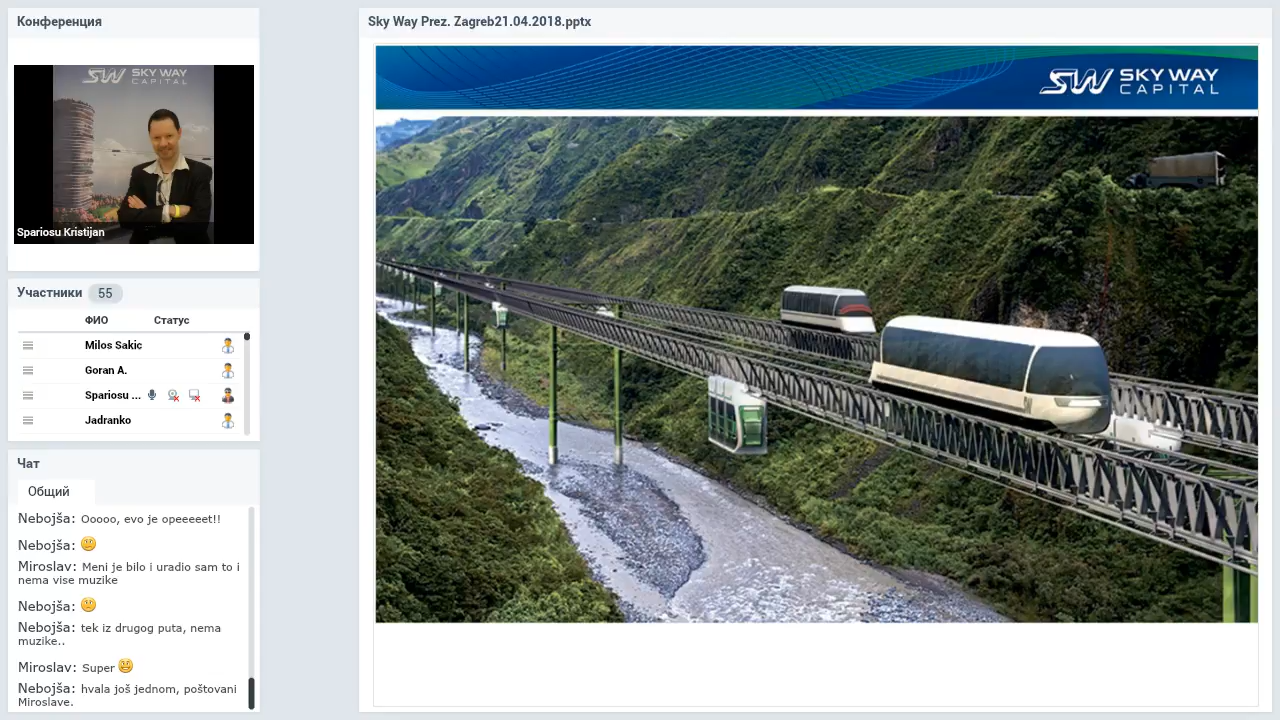 Конференция
SW SKY WAY
CAPITAL
Spariosu Kristijan
Участники 55
ФИО Статус
Milos Sakic
Goran A.
Spariosu ...
Jadranko
Чат
Общий
Nebojša: Ooooo, evo je opeeeeet!!
Nebojša:
Miroslav: Meni je bilo i uradio sam to i
nema vise muzike
Nebojša:
Nebojša: tek iz drugog puta, nema
muzike..
Miroslav: Super
Nebojša: hvala još jednom, poštovani
Miroslave.
Sky Way Prez. Zagreb21.04.2018.pptx
SW SKY WAY
CAPITAL